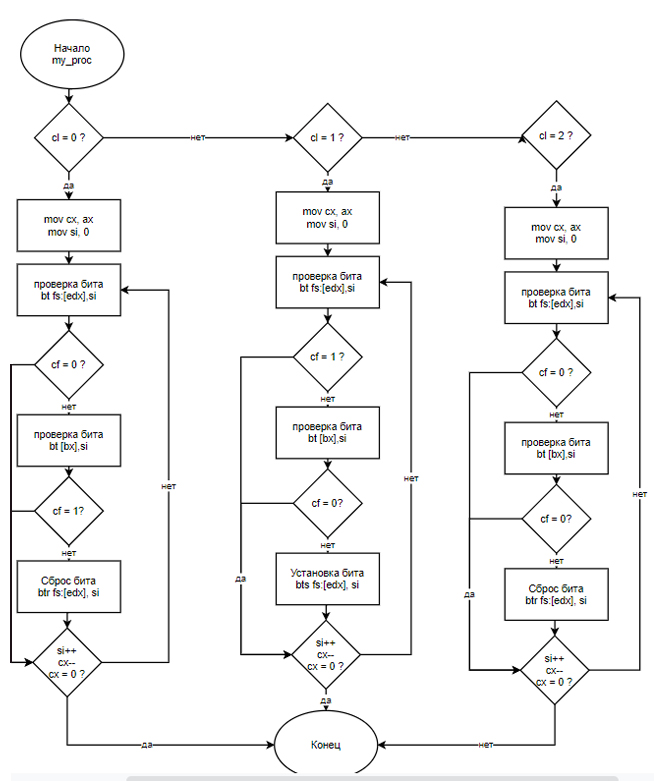 Начало
my_proc
cl = 0 ?
нет
cl = 1 ?
нет
cl = 2 ?
да
mov cx, ax
mov si, 0
проверка бита
bt fs:[edx],si
cf = 0 ?
нет
проверка бита
bt [bx],si
cf = 1?
нет
Сброс бита
btr fs:[edx], si
si++
cx--
cx = 0 ?
нет
да
да
mov cx, ax
mov si, 0
проверка бита
bt fs:[edx],si
cf = 1 ?
нет
проверка бита
bt [bx],si
cf = 0?
нет
да
Установка бита
bts fs:[edx], si
si++
cx--
cx = 0 ?
нет
да
да
mov cx, ax
mov si, 0
проверка бита
bt fs:[edx],si
cf = 0 ?
нет
проверка бита
bt [bx],si
cf = 0?
нет
да
Сброс бита
btr fs:[edx], si
si++
cx--
cx = 0 ?
нет
нет
Конец